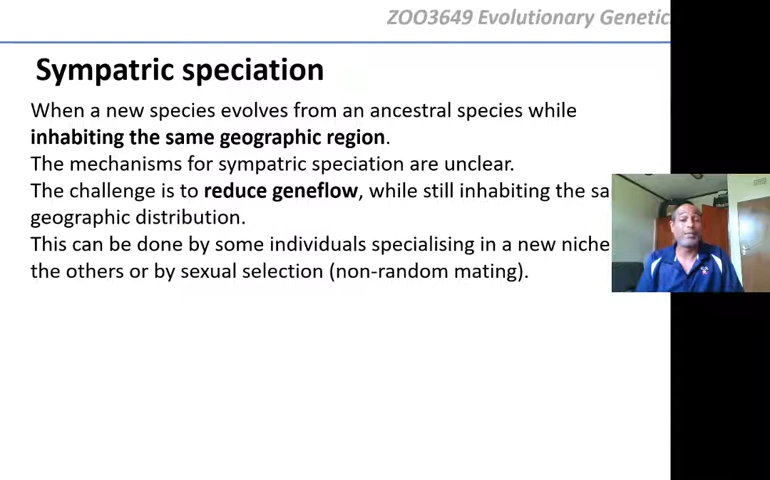 ZOO3649 Evolutionary Genetic
Sympatric speciation
When a new species evolves from an ancestral species while
inhabiting the same geographic region.
The mechanisms for sympatric speciation are unclear.
The challenge is to reduce geneflow, while still inhabiting the sa
geographic distribution.
This can be done by some individuals specialising in a new niche
the others or by sexual selection (non-random mating).